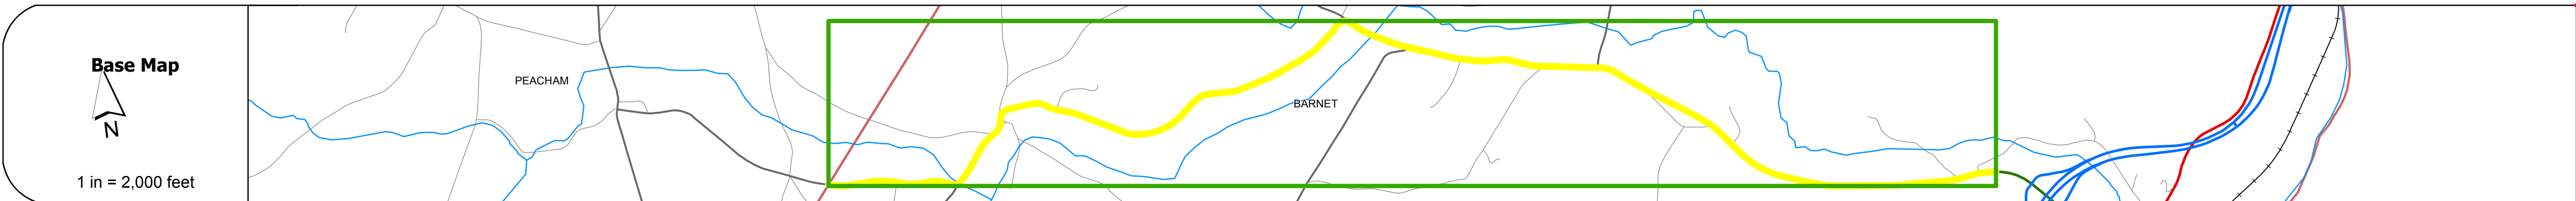 Base Map
N
1 in = 2,000 feet
PEACHAM
BARNET